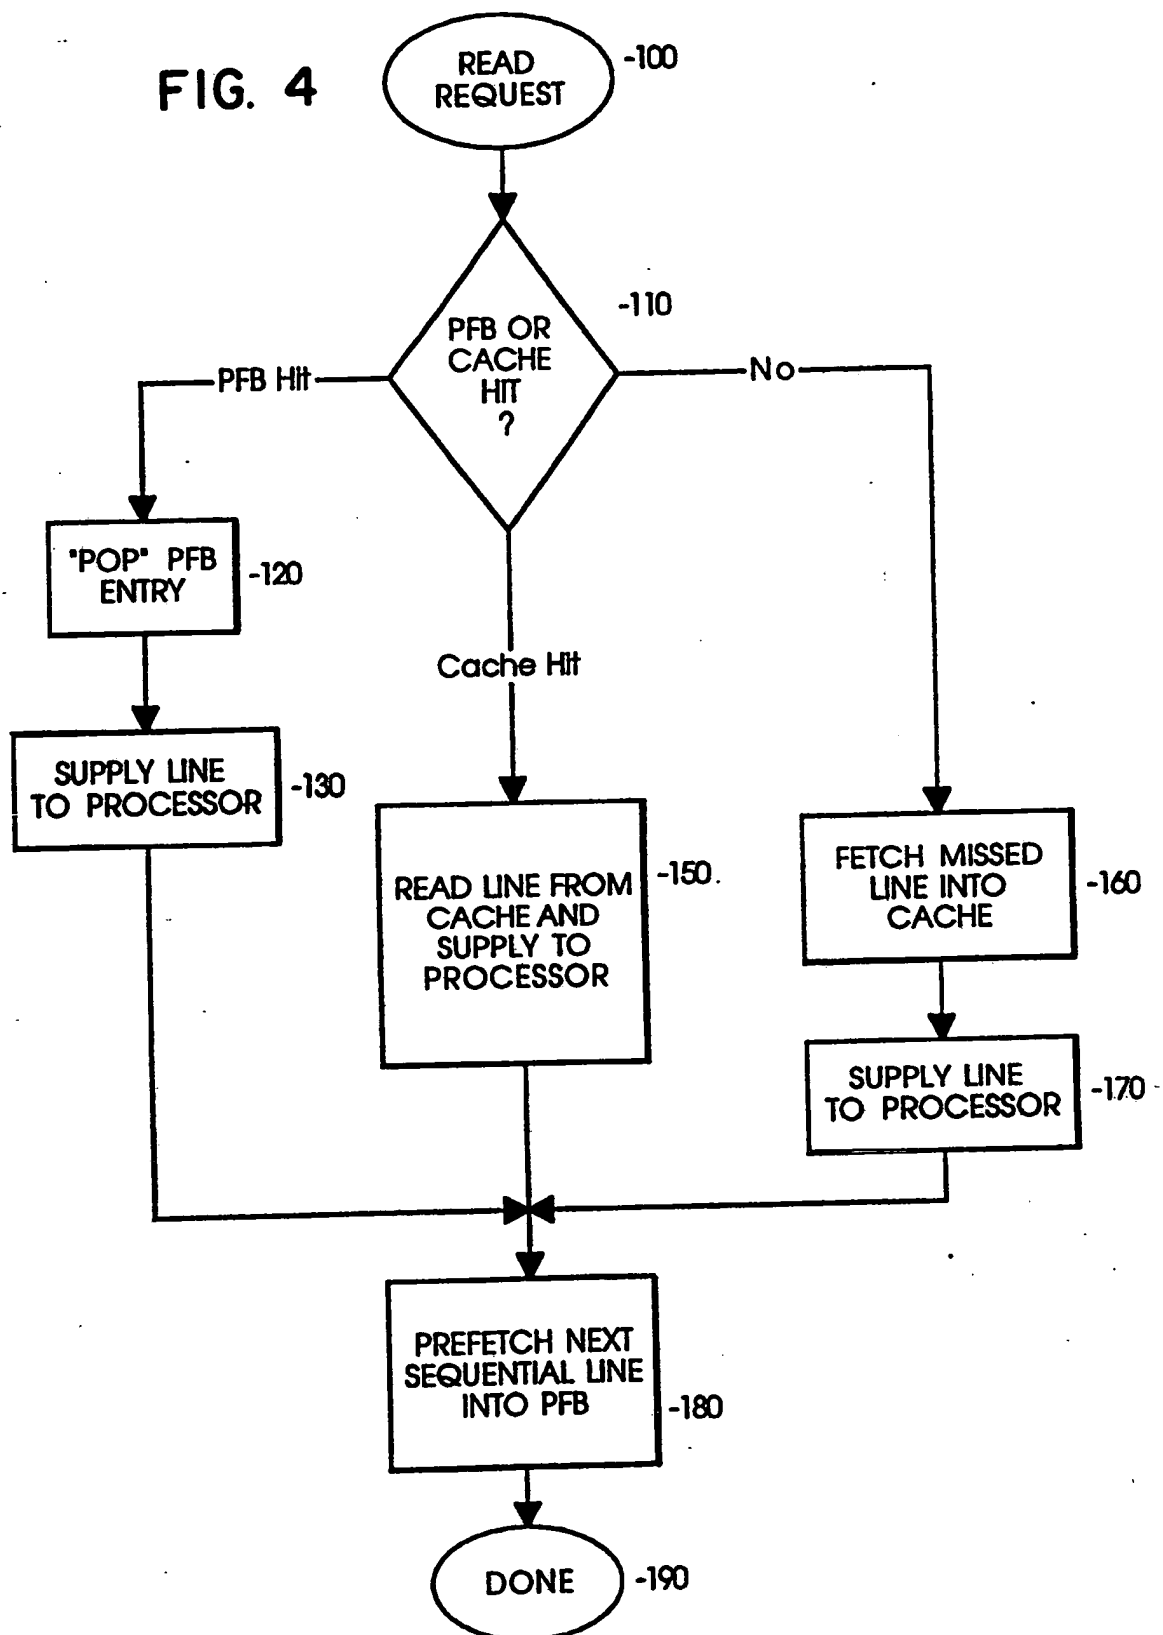 FIG. 4
READ
REQUEST
-100
PFB OR
CACHE
HIT
?
-110
PFB Hit
No
"POP" PFB
ENTRY
-120
Cache Hit
SUPPLY LINE
TO PROCESSOR
-130
READ LINE FROM
CACHE AND
SUPPLY TO
PROCESSOR
-150
FETCH MISSED
LINE INTO
CACHE
-160
SUPPLY LINE
TO PROCESSOR
-170
PREFETCH NEXT
SEQUENTIAL LINE
INTO PFB
-180
DONE
-190